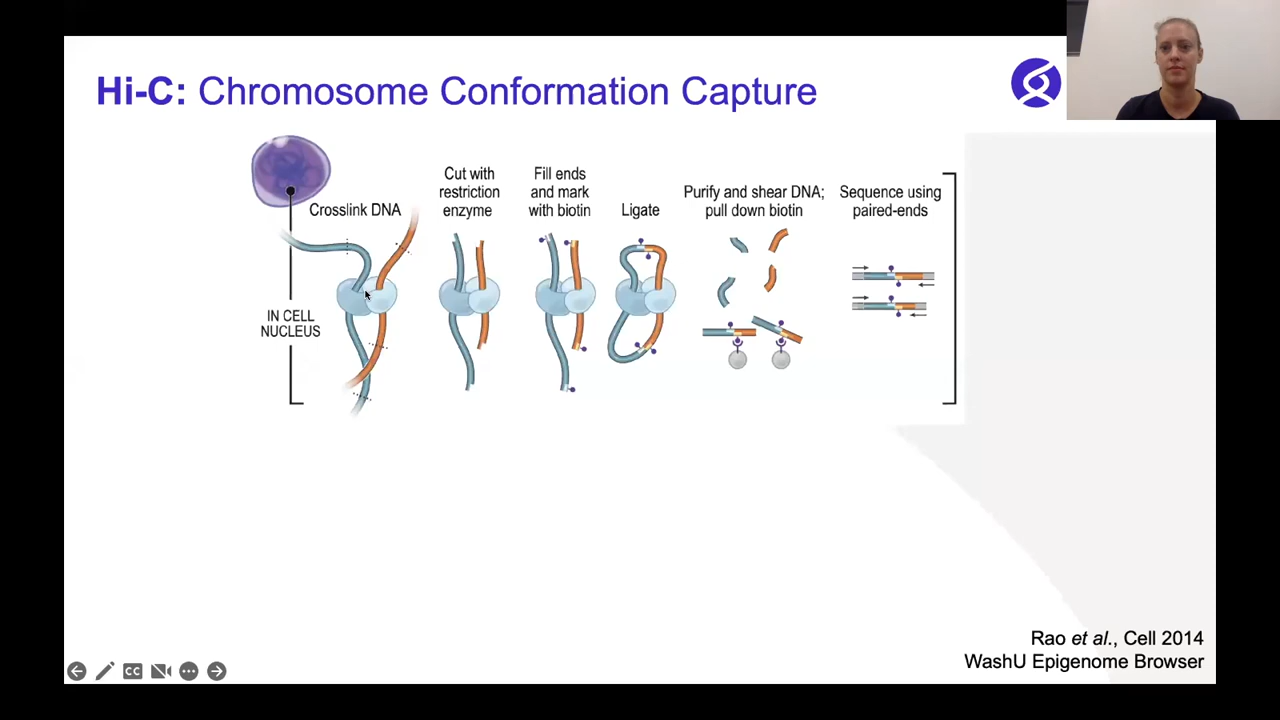 Hi-C: Chromosome Conformation Capture
Crosslink DNA
Cut with
restriction
enzyme
Fill ends
and mark
with biotin
Ligate
Purify and shear DNA;
pull down biotin
Sequence using
paired-ends
IN CELL
NUCLEUS
Rao et al., Cell 2014
WashU Epigenome Browser
CC